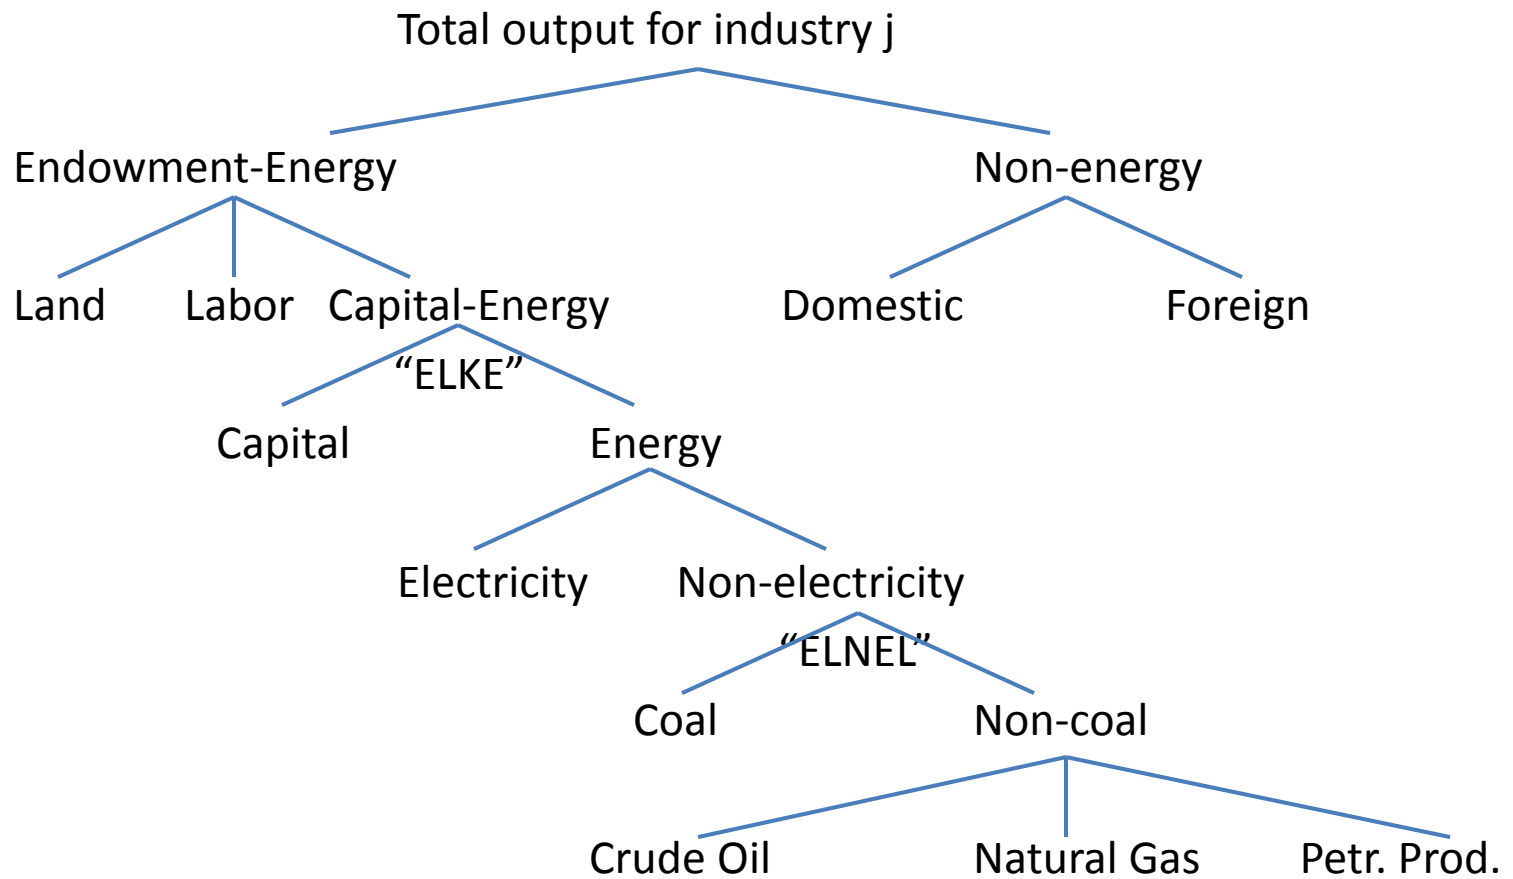 Total output for industry j
Endowment-Energy
Non-energy
Land
Labor
Capital-Energy
Domestic
Foreign
“ELKE”
Capital
Energy
Electricity
Non-electricity
“ELNEL”
Coal
Non-coal
Crude Oil
Natural Gas
Petr. Prod.